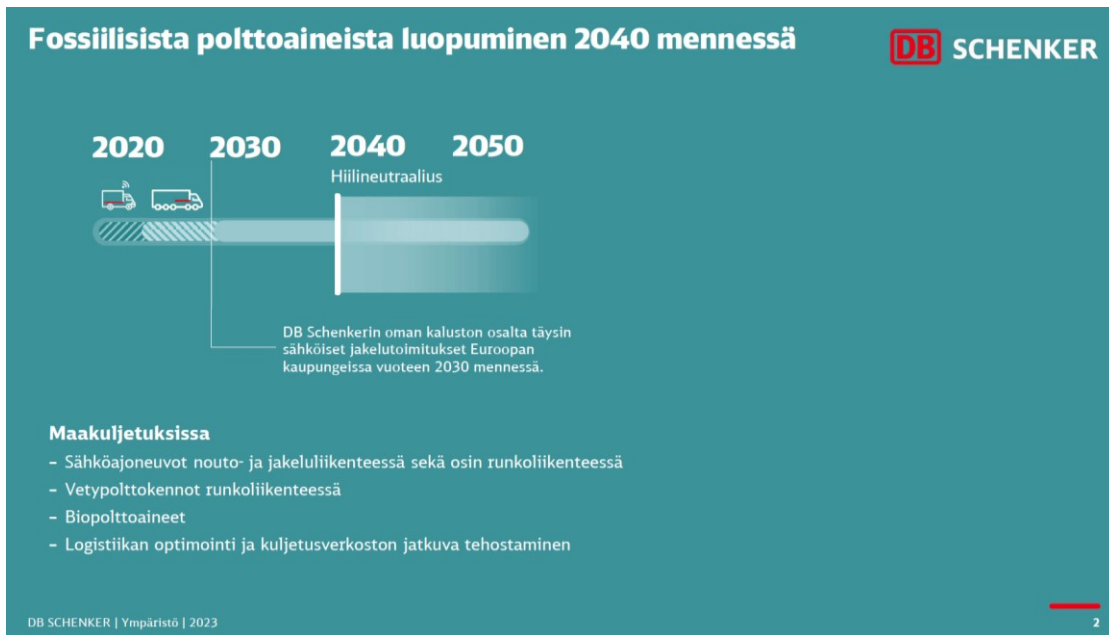 Fossiilisista polttoaineista luopuminen 2040 mennessä
DB SCHENKER
2020 2030 2040 2050
Hiilineutraalius
DB Schenkerin oman kaluston osalta täysin
sähköiset jakelutoimitukset Euroopan
kaupungeissa vuoteen 2030 mennessä.
Maakuljetuksissa
– Sähköajoneuvot nouto- ja jakeluliikenteessä sekä osin runkoliikenteessä
– Vetypolttokennot runkoliikenteessä
– Biopolttoaineet
– Logistiikan optimointi ja kuljetusverkoston jatkuva tehostaminen
DB SCHENKER | Ympäristö | 2023
2